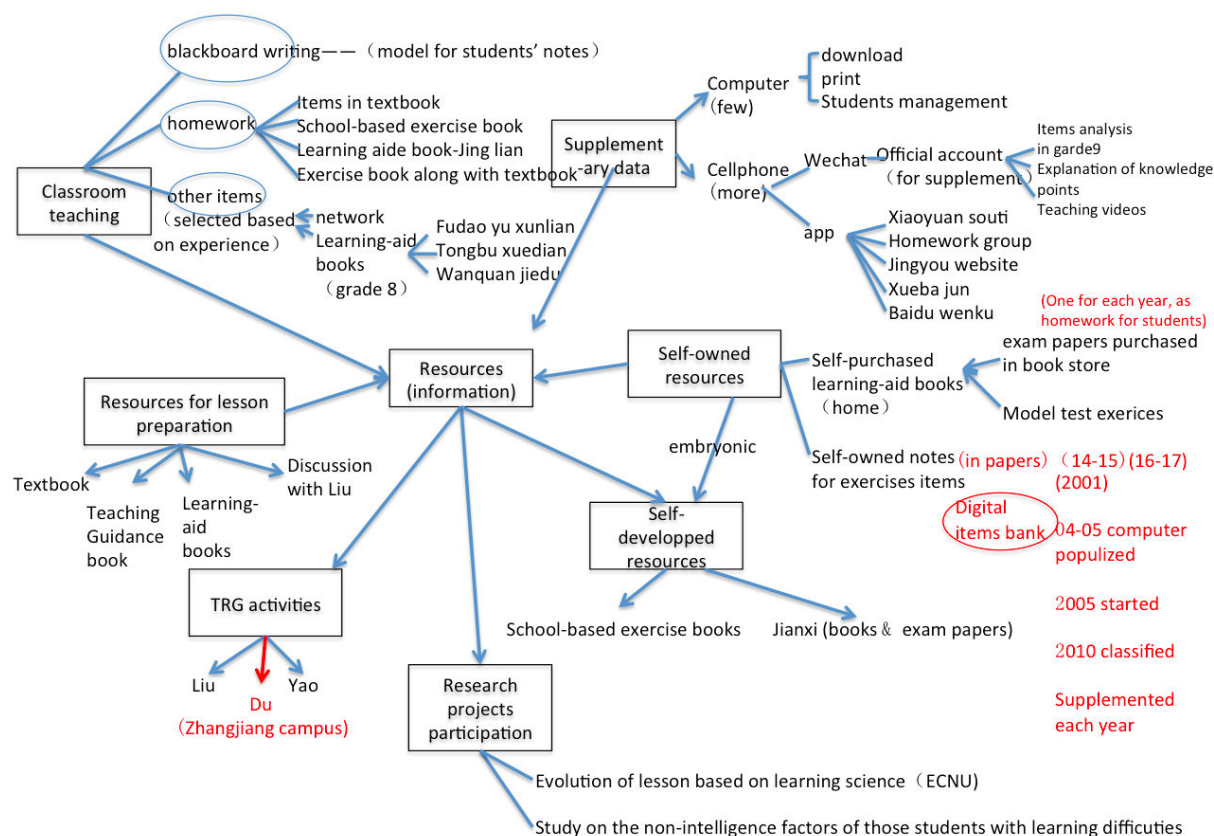 blackboard writing——（model for students’ notes）
homework
Items in textbook
School-based exercise book
Learning aide book-Jing lian
Exercise book along with textbook
Classroom
teaching
other items
（selected based
on experience）
network
Learning-aid
books
（grade 8）
Fudao yu xunlian
Tongbu xuedian
Wanquan jiedu
Supplement
-ary data
Computer
(few)
download
print
Students management
Cellphone
(more)
Wechat
Official account
(for supplement)
Items analysis
in garde9
Explanation of knowledge
points
Teaching videos
app
Xiaoyuan souti
Homework group
Jingyou website
Xueba jun
Baidu wenku
Resources
(information)
Self-owned
resources
Self-purchased
learning-aid books
（home）
(One for each year, as
homework for students)
exam papers purchased
in book store
Model test exerices
Self-owned notes
for exercises items
(in papers)
（14-15）(16-17)
(2001)
Digital
items bank
04-05 computer
populized
2005 started
2010 classified
Supplemented
each year
embryonic
Resources for lesson
preparation
Textbook
Teaching
Guidance
book
Learning-
aid
books
Discussion
with Liu
Self-
developped
resources
School-based exercise books
Jianxi (books & exam papers)
TRG activities
Liu
Du
（Zhangjiang campus)
Yao
Research
projects
participation
Evolution of lesson based on learning science（ECNU)
Study on the non-intelligence factors of those students with learning difficuties